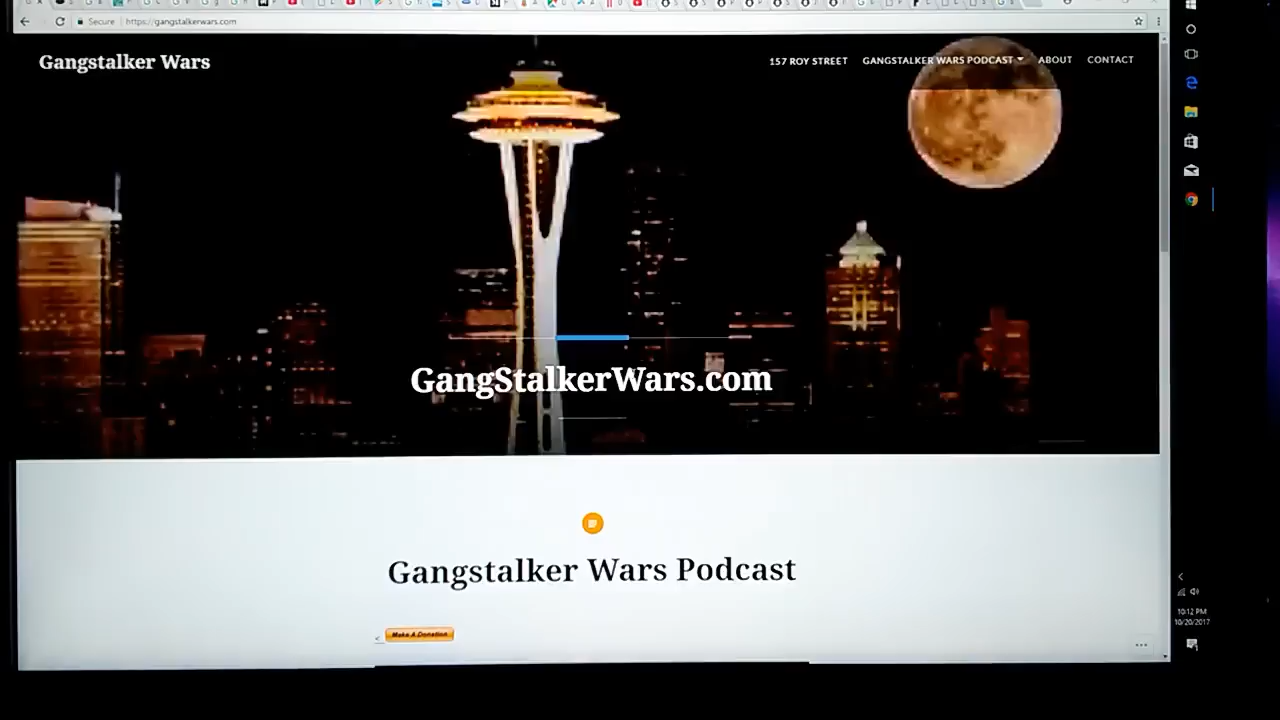 Secure
https://gangstalkerwars.com
Gangstalker Wars
157 ROY STREET
GANGSTALKER WARS PODCAST
ABOUT
CONTACT
GangStalkerWars.com
Gangstalker Wars Podcast
< Make A Donation
10:12 PM
10/20/2017